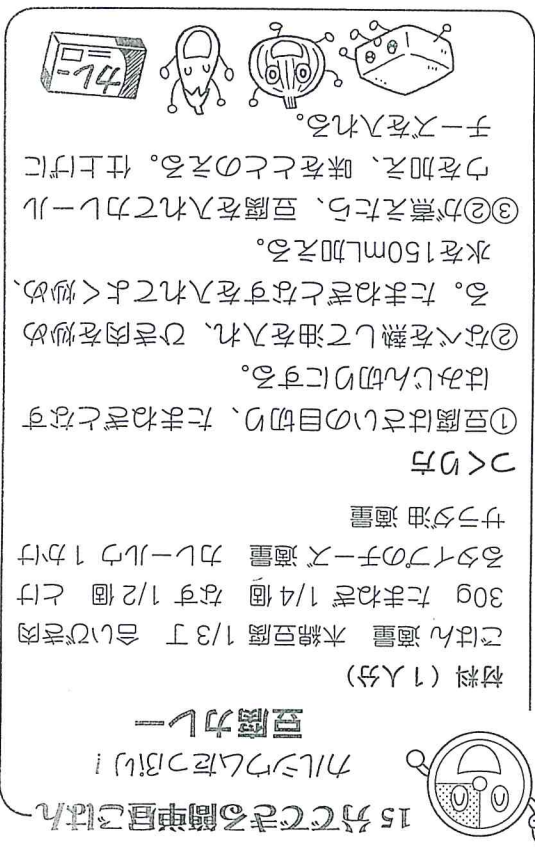 15分でできる簡単昼ごはん
カルシウムたっぷり！
豆腐カレー
材料（1人分）
ごはん 適量　木綿豆腐 1/3 丁　合いびき肉
30g　たまねぎ 1/4 個　なす 1/2 個　とけ
るタイプのチーズ 適量　カレールウ 1 かけ
サラダ油 適量
つくり方
①豆腐はさいの目切り、たまねぎとなす
はみじん切りにする。
②なべを熱して油を入れ、ひき肉を炒め
る。たまねぎとなすを入れてよく炒め、
水を150mL加える。
③②が煮えたら、豆腐を入れてカレール
ウを加え、味をととのえる。仕上げに
チーズを入れる。
カレー